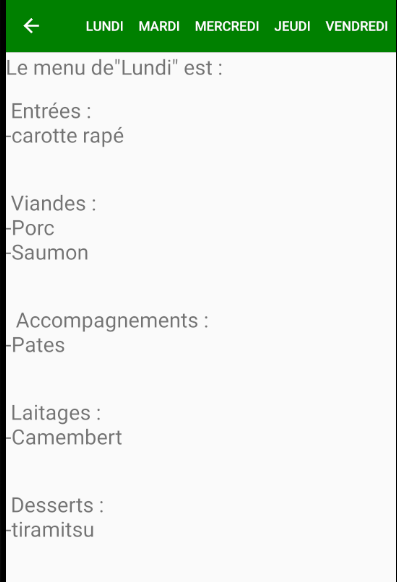 LUNDI MARDI MERCREDI JEUDI VENDREDI
Le menu de"Lundi" est :
Entrées :
-carotte rapé
Viandes :
-Porc
-Saumon
Accompagnements :
-Pates
Laitages :
-Camembert
Desserts :
-tiramitsu